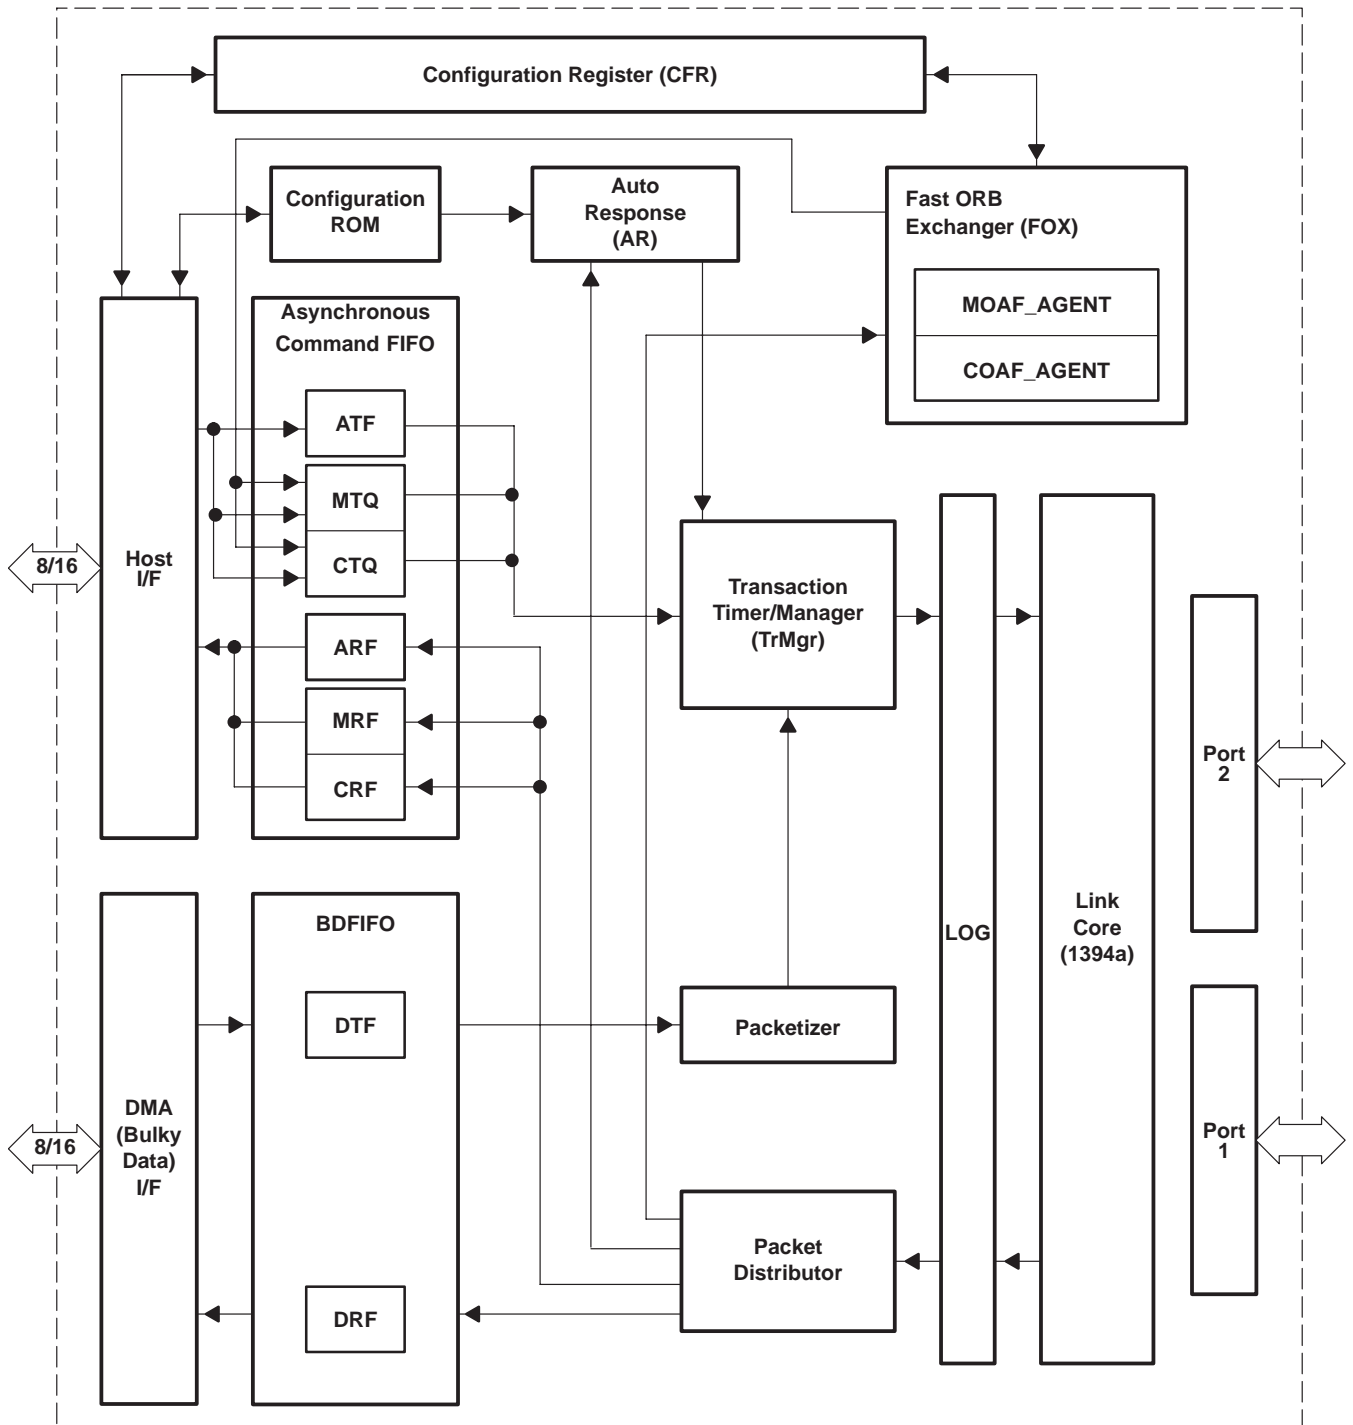 Configuration Register (CFR)
Configuration
ROM
Auto
Response
(AR)
Fast ORB
Exchanger (FOX)
MOAF_AGENT
COAF_AGENT
Asynchronous
Command FIFO
ATF
MTQ
CTQ
ARF
MRF
CRF
8/16
Host
I/F
Transaction
Timer/Manager
(TrMgr)
LOG
Link
Core
(1394a)
Port
2
Port
1
BDFIFO
DTF
DRF
Packetizer
8/16
DMA
(Bulky
Data)
I/F
Packet
Distributor